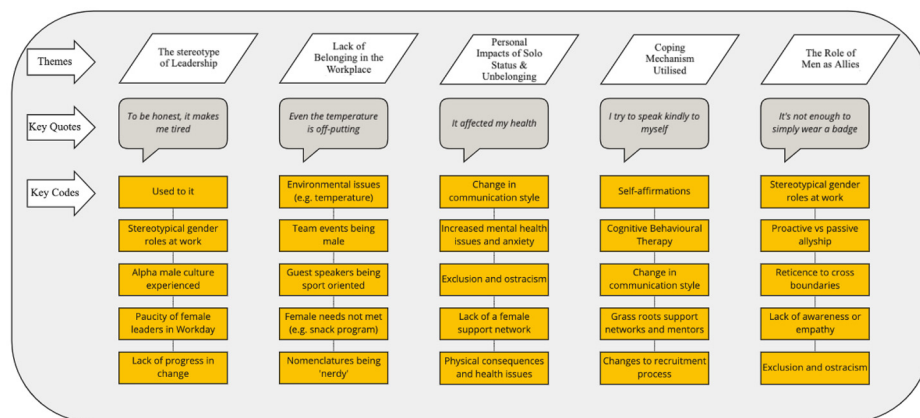 Themes
The stereotype
of Leadership
Lack of
Belonging in the
Workplace
Personal
Impacts of Solo
Status &
Unbelonging
Coping
Mechanism
Utilised
The Role of
Men as Allies
Key Quotes
To be honest, it makes
me tired
Even the temperature
is off-putting
It affected my health
I try to speak kindly to
myself
It's not enough to
simply wear a badge
Key Codes
Used to it
Stereotypical gender
roles at work
Alpha male culture
experienced
Paucity of female
leaders in Workday
Lack of progress in
change
Environmental issues
(e.g. temperature)
Team events being
male
Guest speakers being
sport oriented
Female needs not met
(e.g. snack program)
Nomenclatures being
'nerdy'
Change in
communication style
Increased mental health
issues and anxiety
Exclusion and ostracism
Lack of a female
support network
Physical consequences
and health issues
Self-affirmations
Cognitive Behavioural
Therapy
Change in
communication style
Grass roots support
networks and mentors
Changes to recruitment
process
Stereotypical gender
roles at work
Proactive vs passive
allyship
Reticence to cross
boundaries
Lack of awareness or
empathy
Exclusion and ostracism